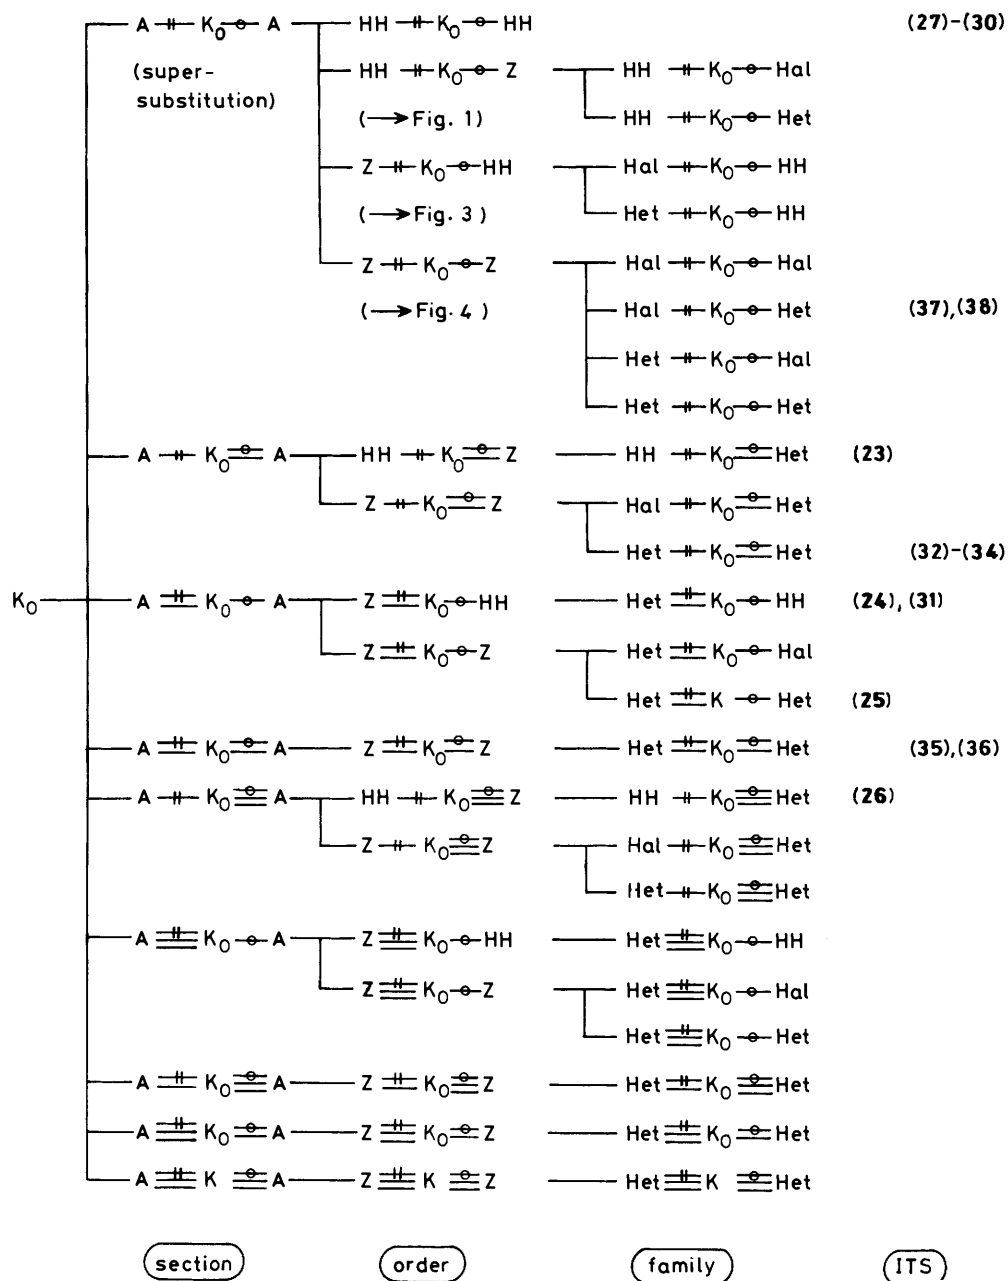 A K₀ A HH K₀ HH (27)-(30)
(super- HH K₀ Z HH K₀ Hal
substitution)
(→ Fig. 1) HH K₀ Het
Z K₀ HH Hal K₀ HH
(→ Fig. 3) Het K₀ HH
Z K₀ Z Hal K₀ Hal
(→ Fig. 4) Hal K₀ Het (37),(38)
Het K₀ Hal
Het K₀ Het
A K₀ A HH K₀ Z HH K₀ Het (23)
Z K₀ Z Hal K₀ Het
Het K₀ Het (32)-(34)
K₀ A K₀ A Z K₀ HH Het K₀ HH (24), (31)
Z K₀ Z Het K₀ Hal
Het K Het (25)
A K₀ A Z K₀ Z Het K₀ Het (35),(36)
A K₀ A HH K₀ Z HH K₀ Het (26)
Z K₀ Z Hal K₀ Het
Het K₀ Het
A K₀ A Z K₀ HH Het K₀ HH
Z K₀ Z Het K₀ Hal
Het K₀ Het
A K₀ A Z K₀ Z Het K₀ Het
A K₀ A Z K₀ Z Het K₀ Het
A K A Z K Z Het K Het
section order family ITS